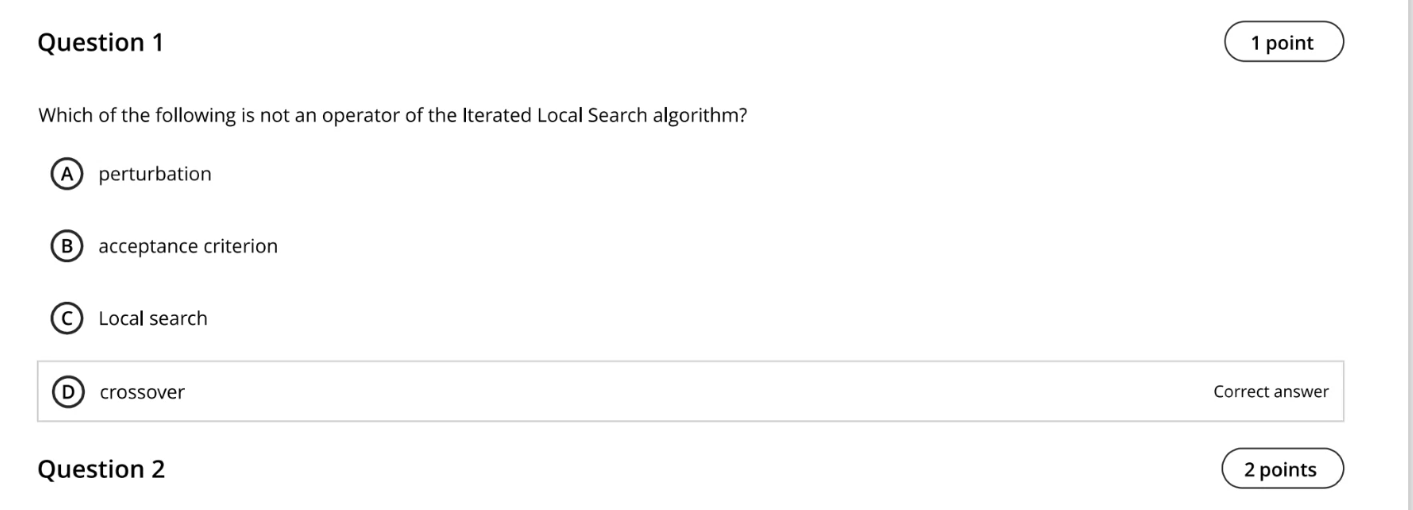 Question 1
1 point
Which of the following is not an operator of the Iterated Local Search algorithm?
A perturbation
B acceptance criterion
C Local search
D crossover
Correct answer
Question 2
2 points